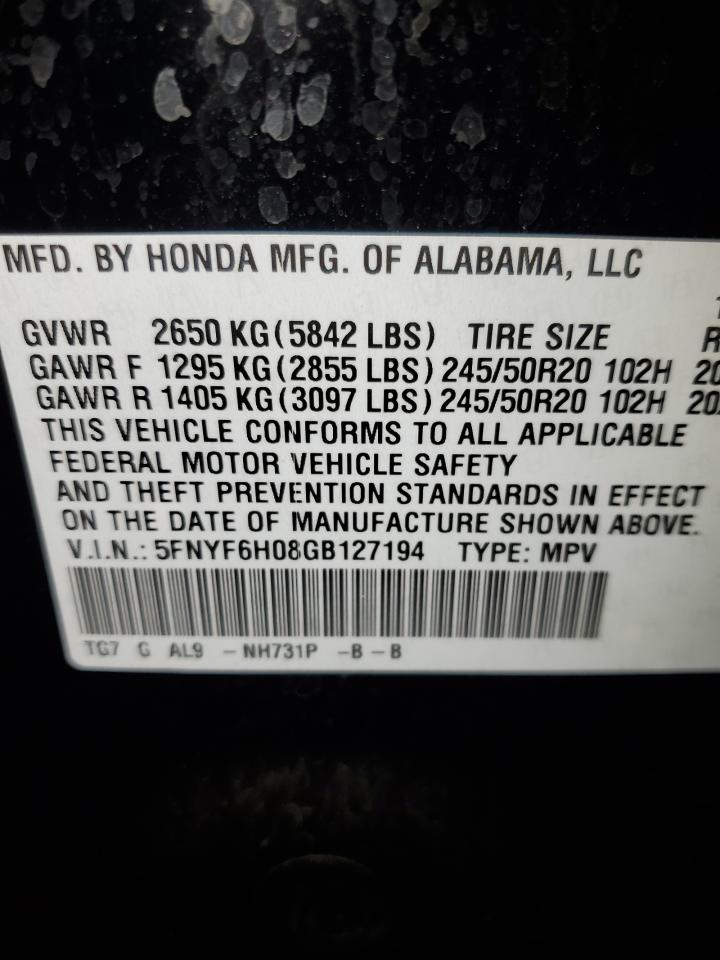 MFD. BY HONDA MFG. OF ALABAMA, LLC
GVWR 2650 KG(5842 LBS) TIRE SIZE
GAWR F 1295 KG(2855 LBS) 245/50R20 102H
GAWR R 1405 KG(3097 LBS) 245/50R20 102H
THIS VEHICLE CONFORMS TO ALL APPLICABLE
FEDERAL MOTOR VEHICLE SAFETY
AND THEFT PREVENTION STANDARDS IN EFFECT
ON THE DATE OF MANUFACTURE SHOWN ABOVE.
V.I.N.: 5FNYF6H08GB127194 TYPE: MPV
TG7 G AL9 -NH731P -B-B